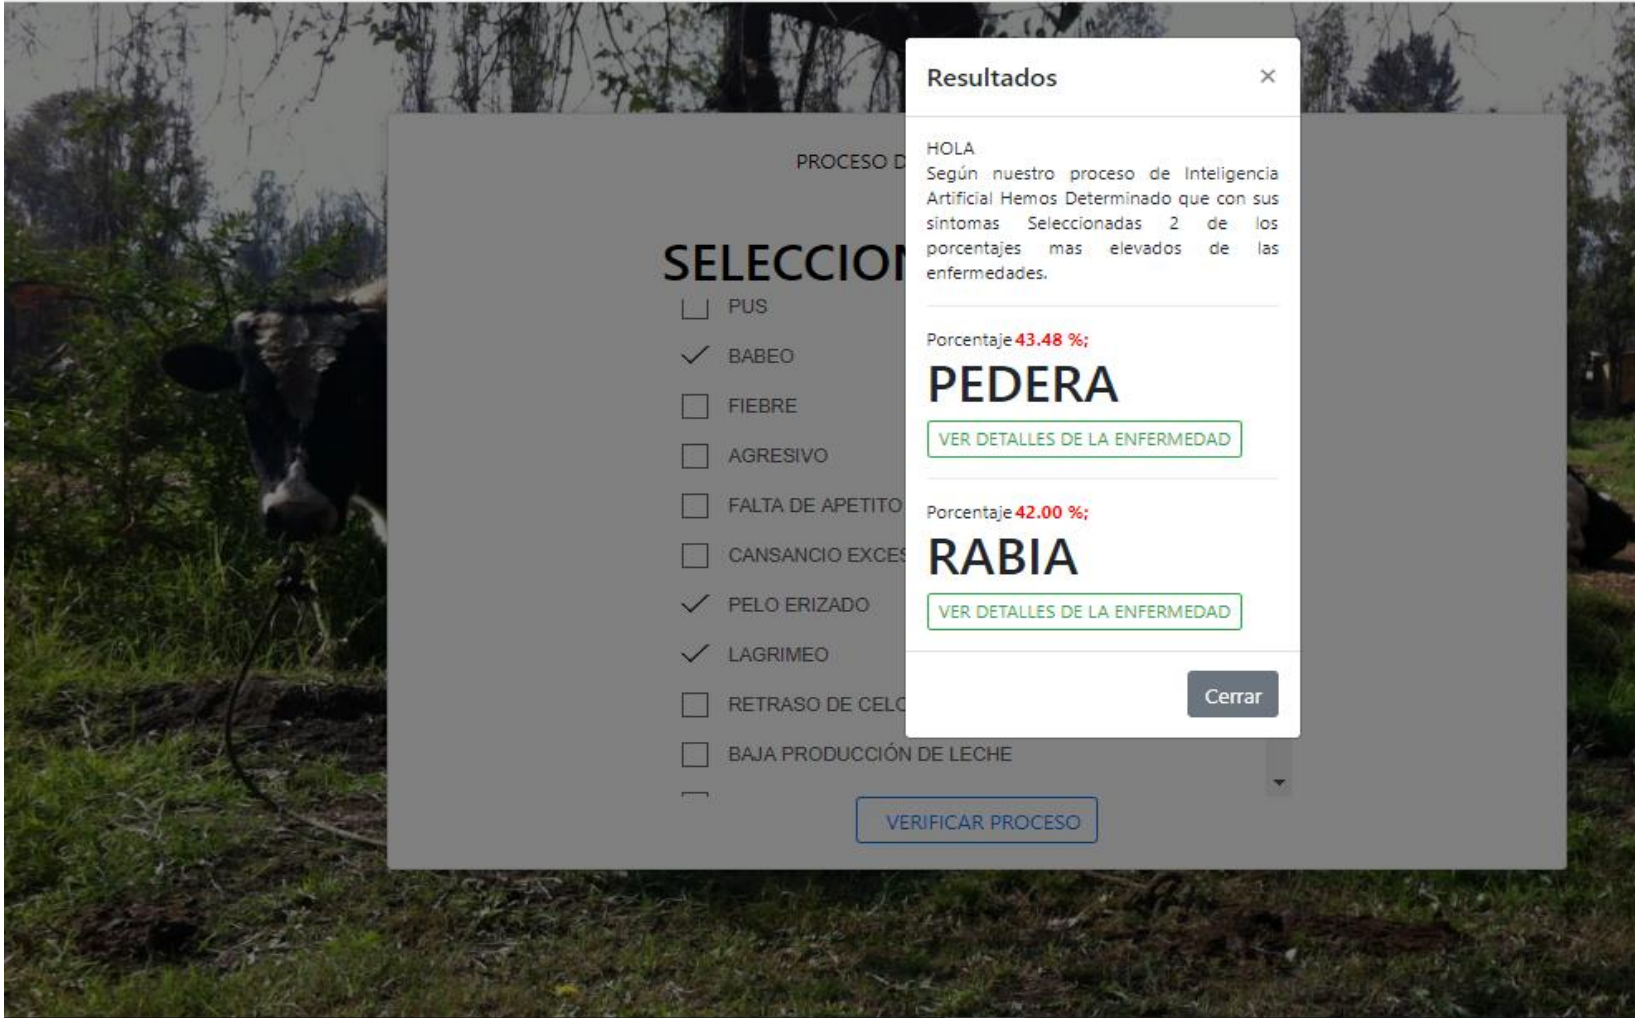 Resultados ×
HOLA
Según nuestro proceso de Inteligencia
Artificial Hemos Determinado que con sus
síntomas Seleccionadas 2 de los
porcentajes mas elevados de las
enfermedades.
Porcentaje 43.48 %;
PEDERA
VER DETALLES DE LA ENFERMEDAD
Porcentaje 42.00 %;
RABIA
VER DETALLES DE LA ENFERMEDAD
Cerrar
PROCESO D
SELECCION
PUS
BABEO
FIEBRE
AGRESIVO
FALTA DE APETITO
CANSANCIO EXCES
PELO ERIZADO
LAGRIMEO
RETRASO DE CELO
BAJA PRODUCCIÓN DE LECHE
VERIFICAR PROCESO